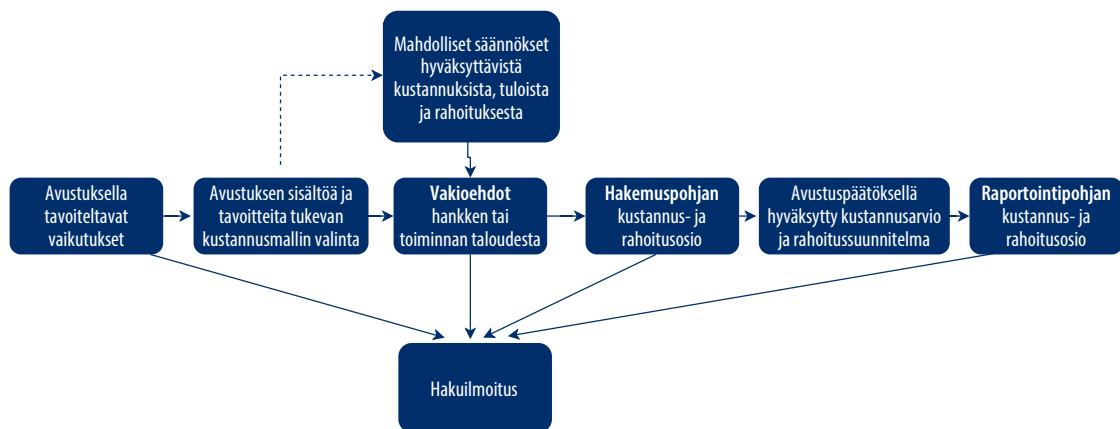 Mahdolliset säännökset
hyväksyttävistä
kustannuksista, tuloista
ja rahoituksesta
Avustuksella
tavoiteltavat
vaikutukset
Avustuksen sisältöä ja
tavoitteita tukevan
kustannusmallin valinta
Vakioehdot
hankken tai
toiminnan taloudesta
Hakemuspohjan
kustannus- ja
rahoitusosio
Avustuspäätöksellä
hyväksytty kustannusarvio
ja rahoitussuunnitelma
Raportointipohjan
kustannus- ja
rahoitusosio
Hakuilmoitus